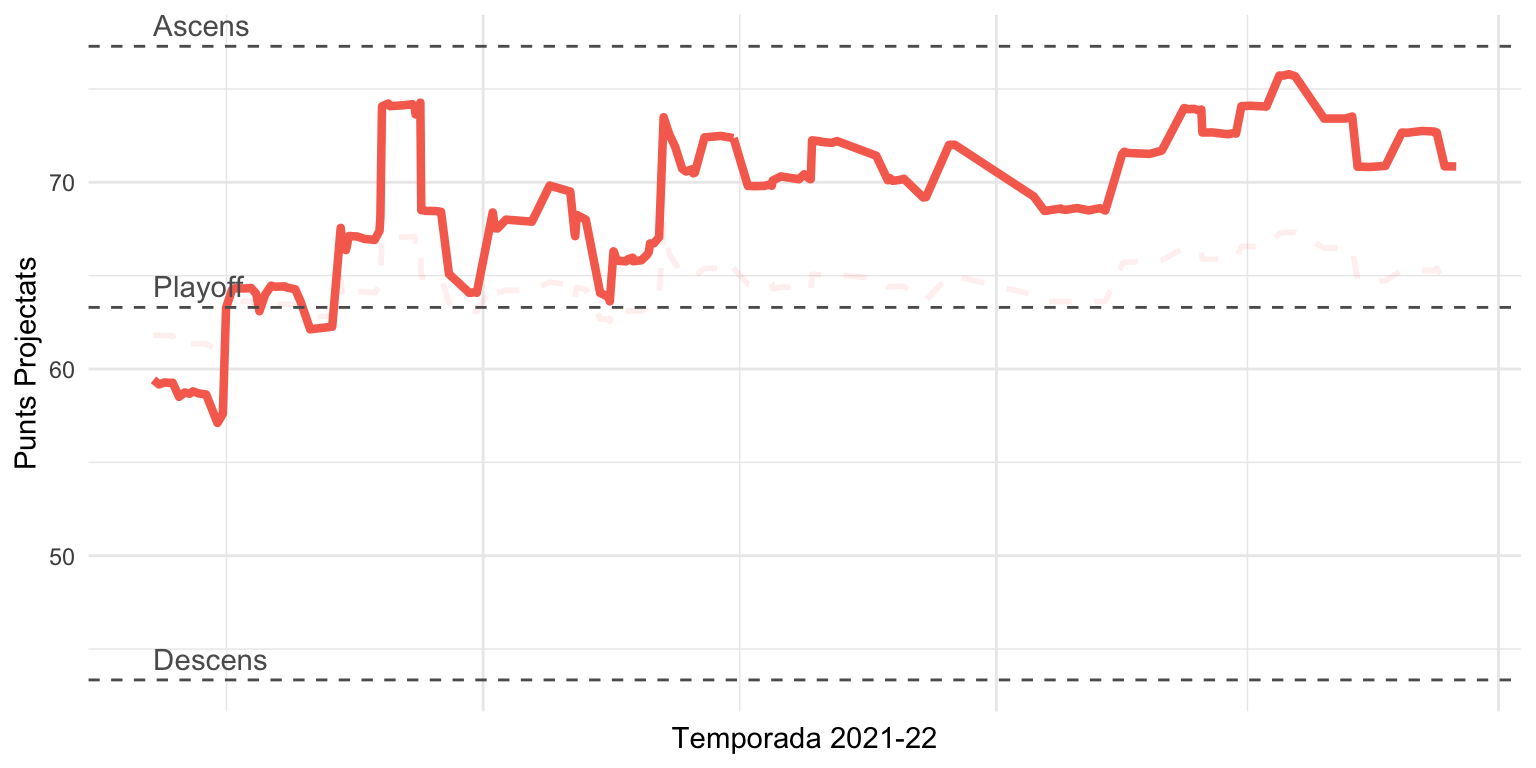 Ascens
70
Playoff
60
50
Descens
Punts Projectats
Temporada 2021-22